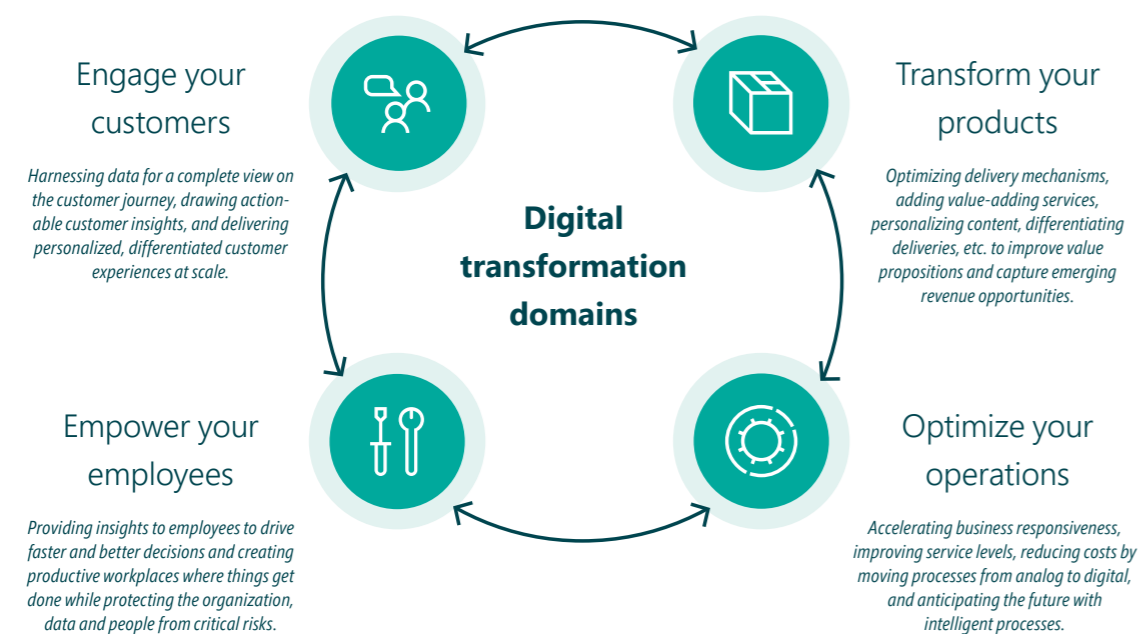 Engage your
customers
Harnessing data for a complete view on
the customer journey, drawing action-
able customer insights, and delivering
personalized, differentiated customer
experiences at scale.
Transform your
products
Optimizing delivery mechanisms,
adding value-adding services,
personalizing content, differentiating
deliveries, etc. to improve value
propositions and capture emerging
revenue opportunities.
Digital
transformation
domains
Empower your
employees
Providing insights to employees to drive
faster and better decisions and creating
productive workplaces where things get
done while protecting the organization,
data and people from critical risks.
Optimize your
operations
Accelerating business responsiveness,
improving service levels, reducing costs by
moving processes from analog to digital,
and anticipating the future with
intelligent processes.